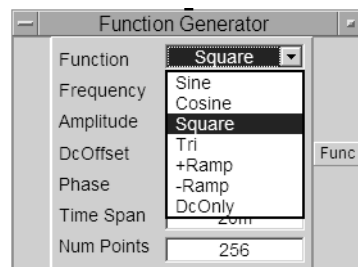 Function Generator
Function Square
Frequency
Sine
Cosine
Amplitude
Square
DcOffset
Tri
Func
+Ramp
Phase
-Ramp
DcOnly
Time Span
Num Points 256